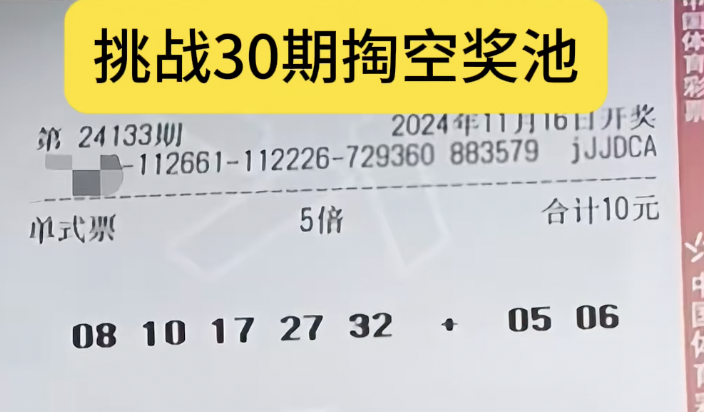 挑战30期掏空奖池
第 24133期 2024年11月16日开奖
-112661-112226-729360 883579 jJJDCA
单式票 5倍 合计10元
08 10 17 27 32 + 05 06
中国体育彩票
中国体育